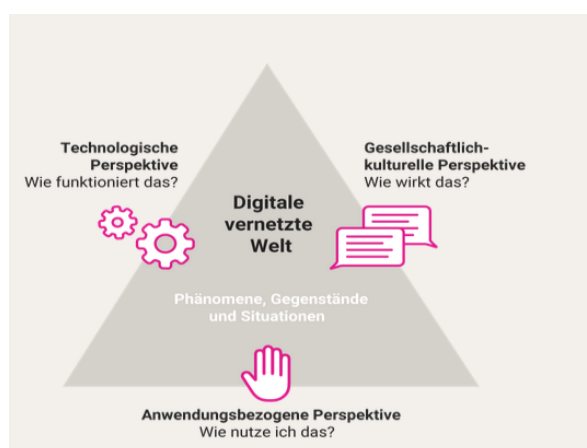 Technologische
Perspektive
Wie funktioniert das?
Gesellschaftlich-
kulturelle Perspektive
Wie wirkt das?
Digitale
vernetzte
Welt
Phänomene, Gegenstände
und Situationen
Anwendungsbezogene Perspektive
Wie nutze ich das?